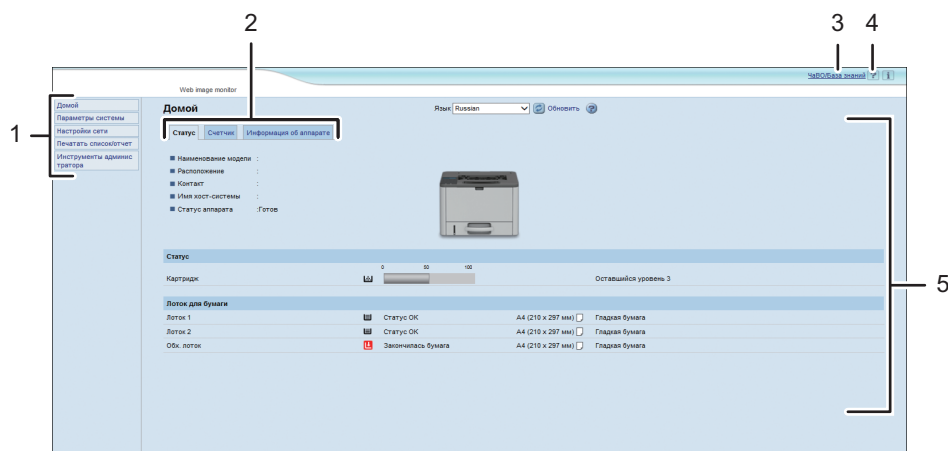 2
3
4
ЧаВО/База знаний ? i
Web image monitor
1
Домой
Параметры системы
Настройки сети
Печатать список/отчет
Инструменты админис
тратора
Домой
Язык Russian Обновить ?
Статус Счетчик Информация об аппарате
Наименование модели :
Расположение :
Контакт :
Имя хост-системы :
Статус аппарата :Готов
Статус
0 50 100
Картридж Оставшийся уровень 3
5
Лоток для бумаги
Лоток 1 Статус ОК A4 (210 x 297 мм) Гладкая бумага
Лоток 2 Статус ОК A4 (210 x 297 мм) Гладкая бумага
Обх. лоток Закончилась бумага A4 (210 x 297 мм) Гладкая бумага